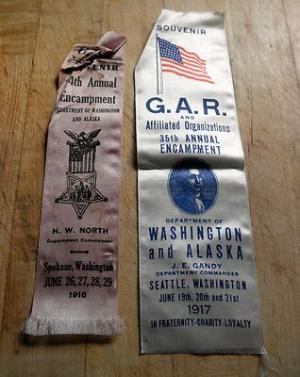 VENIR
4th Annual
Encampment
DEPARTMENT OF WASHINGTON
AND ALASKA
H. W. NORTH
Department Commander
Spokane, Washington
JUNE 26, 27, 28, 29
1916
SOUVENIR
G.A.R.
AND
Affiliated Organizations
35th ANNUAL
ENCAMPMENT
DEPARTMENT OF
WASHINGTON
and ALASKA
J. E. GANDY
DEPARTMENT COMMANDER
SEATTLE, WASHINGTON
JUNE 19th, 20th and 21st
1917
IN FRATERNITY-CHARITY-LOYALTY